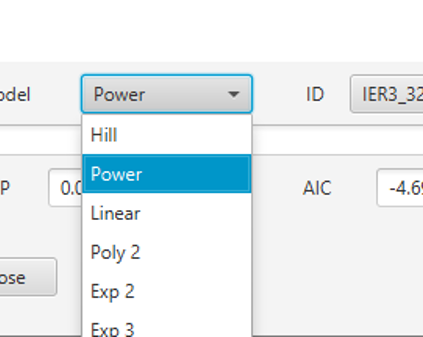 odel Power ID IER3_32
Hill
Power
P 0.0 AIC -4.69
Linear
Poly 2
ose
Exp 2
Exp 3